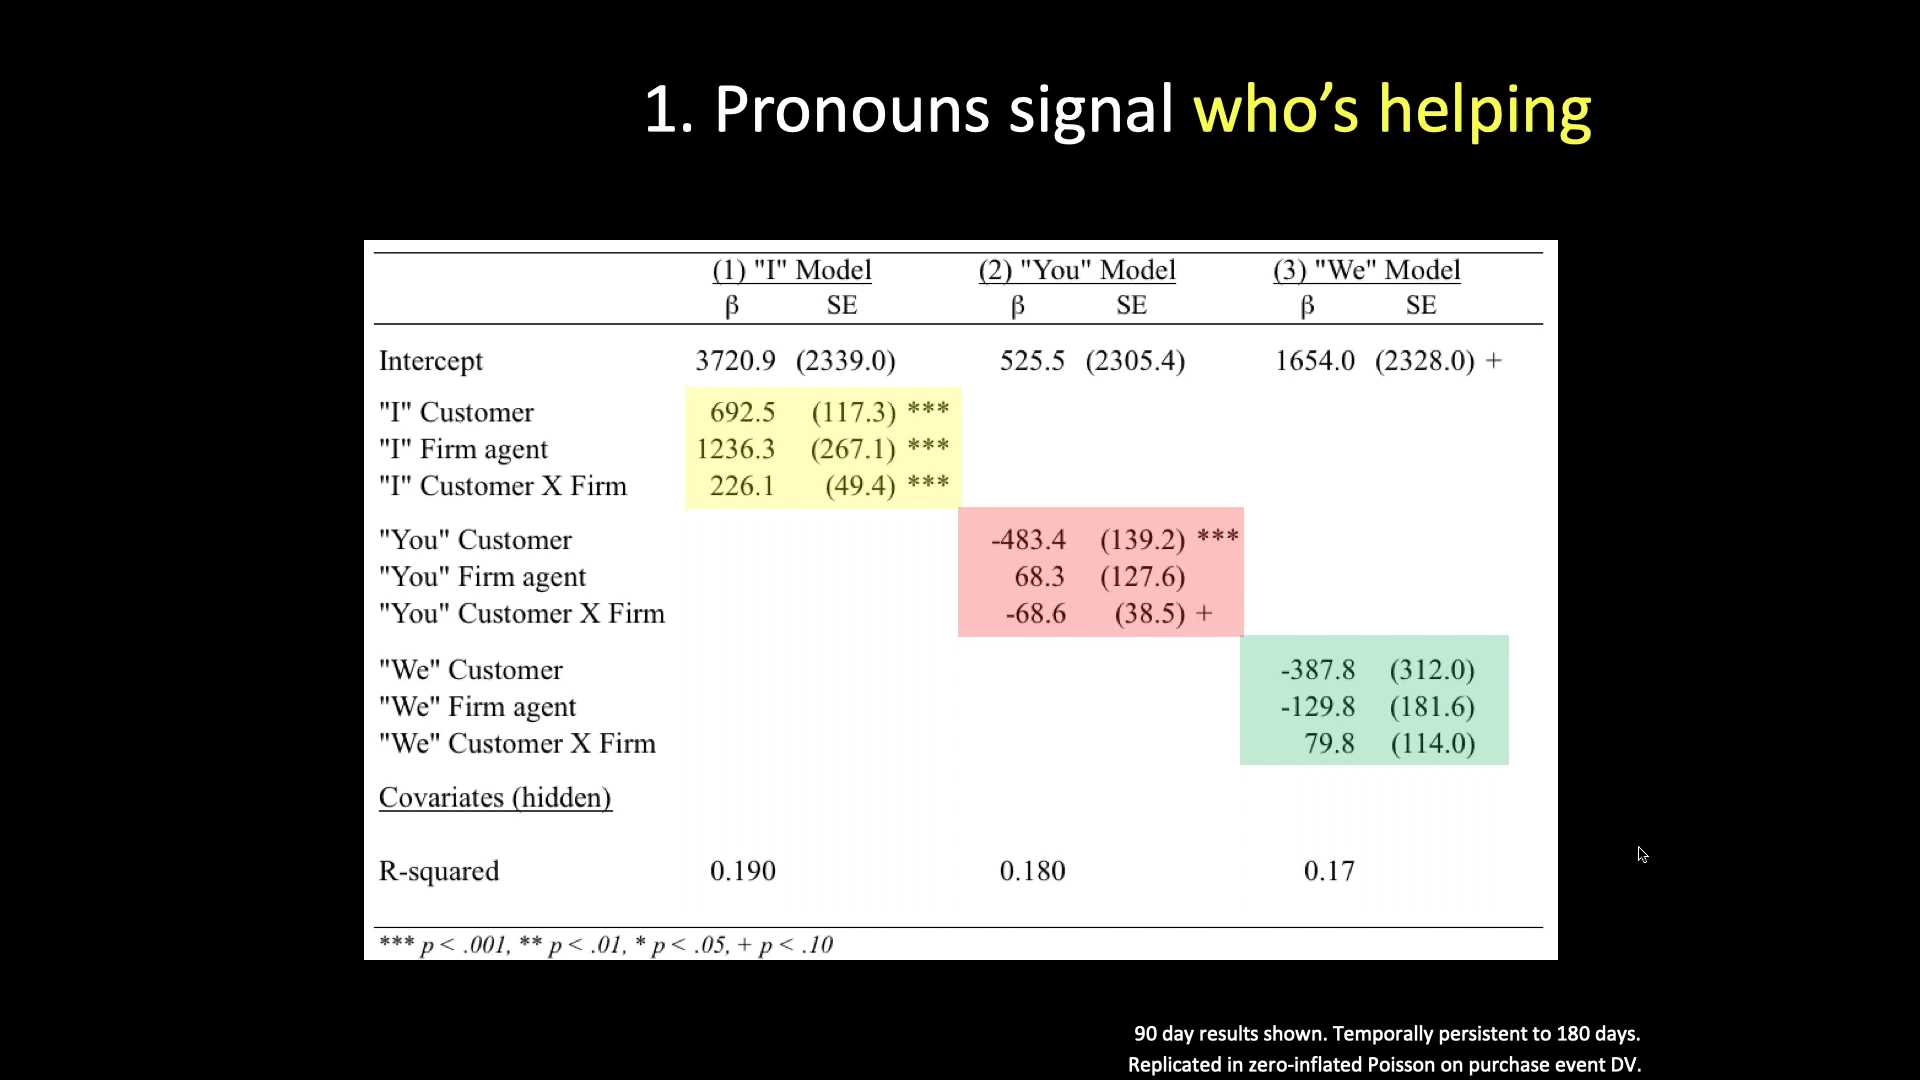 1. Pronouns signal who's helping
(1) "I" Model (2) "You" Model (3) "We" Model
β SE β SE β SE
Intercept 3720.9 (2339.0) 525.5 (2305.4) 1654.0 (2328.0) +
"I" Customer 692.5 (117.3) ***
"I" Firm agent 1236.3 (267.1) ***
"I" Customer X Firm 226.1 (49.4) ***
"You" Customer -483.4 (139.2) ***
"You" Firm agent 68.3 (127.6)
"You" Customer X Firm -68.6 (38.5) +
"We" Customer -387.8 (312.0)
"We" Firm agent -129.8 (181.6)
"We" Customer X Firm 79.8 (114.0)
Covariates (hidden)
R-squared 0.190 0.180 0.17
*** p < .001, ** p < .01, * p < .05, + p < .10
90 day results shown. Temporally persistent to 180 days.
Replicated in zero-inflated Poisson on purchase event DV.